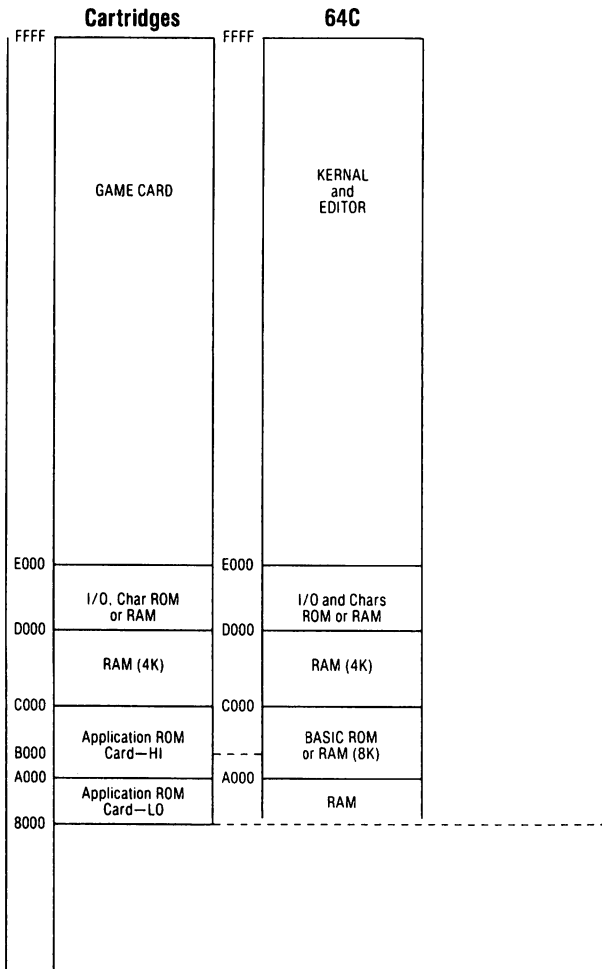 Cartridges
64C
FFFF
FFFF
GAME CARD
KERNAL
and
EDITOR
E000
E000
I/O, Char ROM
or RAM
I/O and Chars
ROM or RAM
D000
D000
RAM (4K)
RAM (4K)
C000
C000
Application ROM
Card—HI
BASIC ROM
or RAM (8K)
B000
A000
A000
Application ROM
Card—LO
RAM
8000